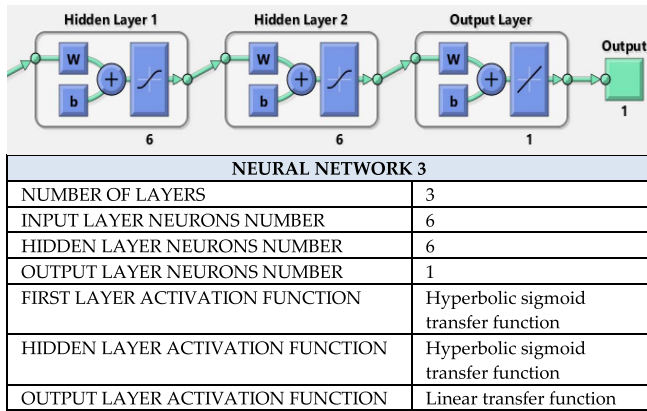 Hidden Layer 1 Hidden Layer 2 Output Layer
Output
W W W
b b b
6 6 1 1
NEURAL NETWORK 3
NUMBER OF LAYERS 3
INPUT LAYER NEURONS NUMBER 6
HIDDEN LAYER NEURONS NUMBER 6
OUTPUT LAYER NEURONS NUMBER 1
FIRST LAYER ACTIVATION FUNCTION Hyperbolic sigmoid
transfer function
HIDDEN LAYER ACTIVATION FUNCTION Hyperbolic sigmoid
transfer function
OUTPUT LAYER ACTIVATION FUNCTION Linear transfer function